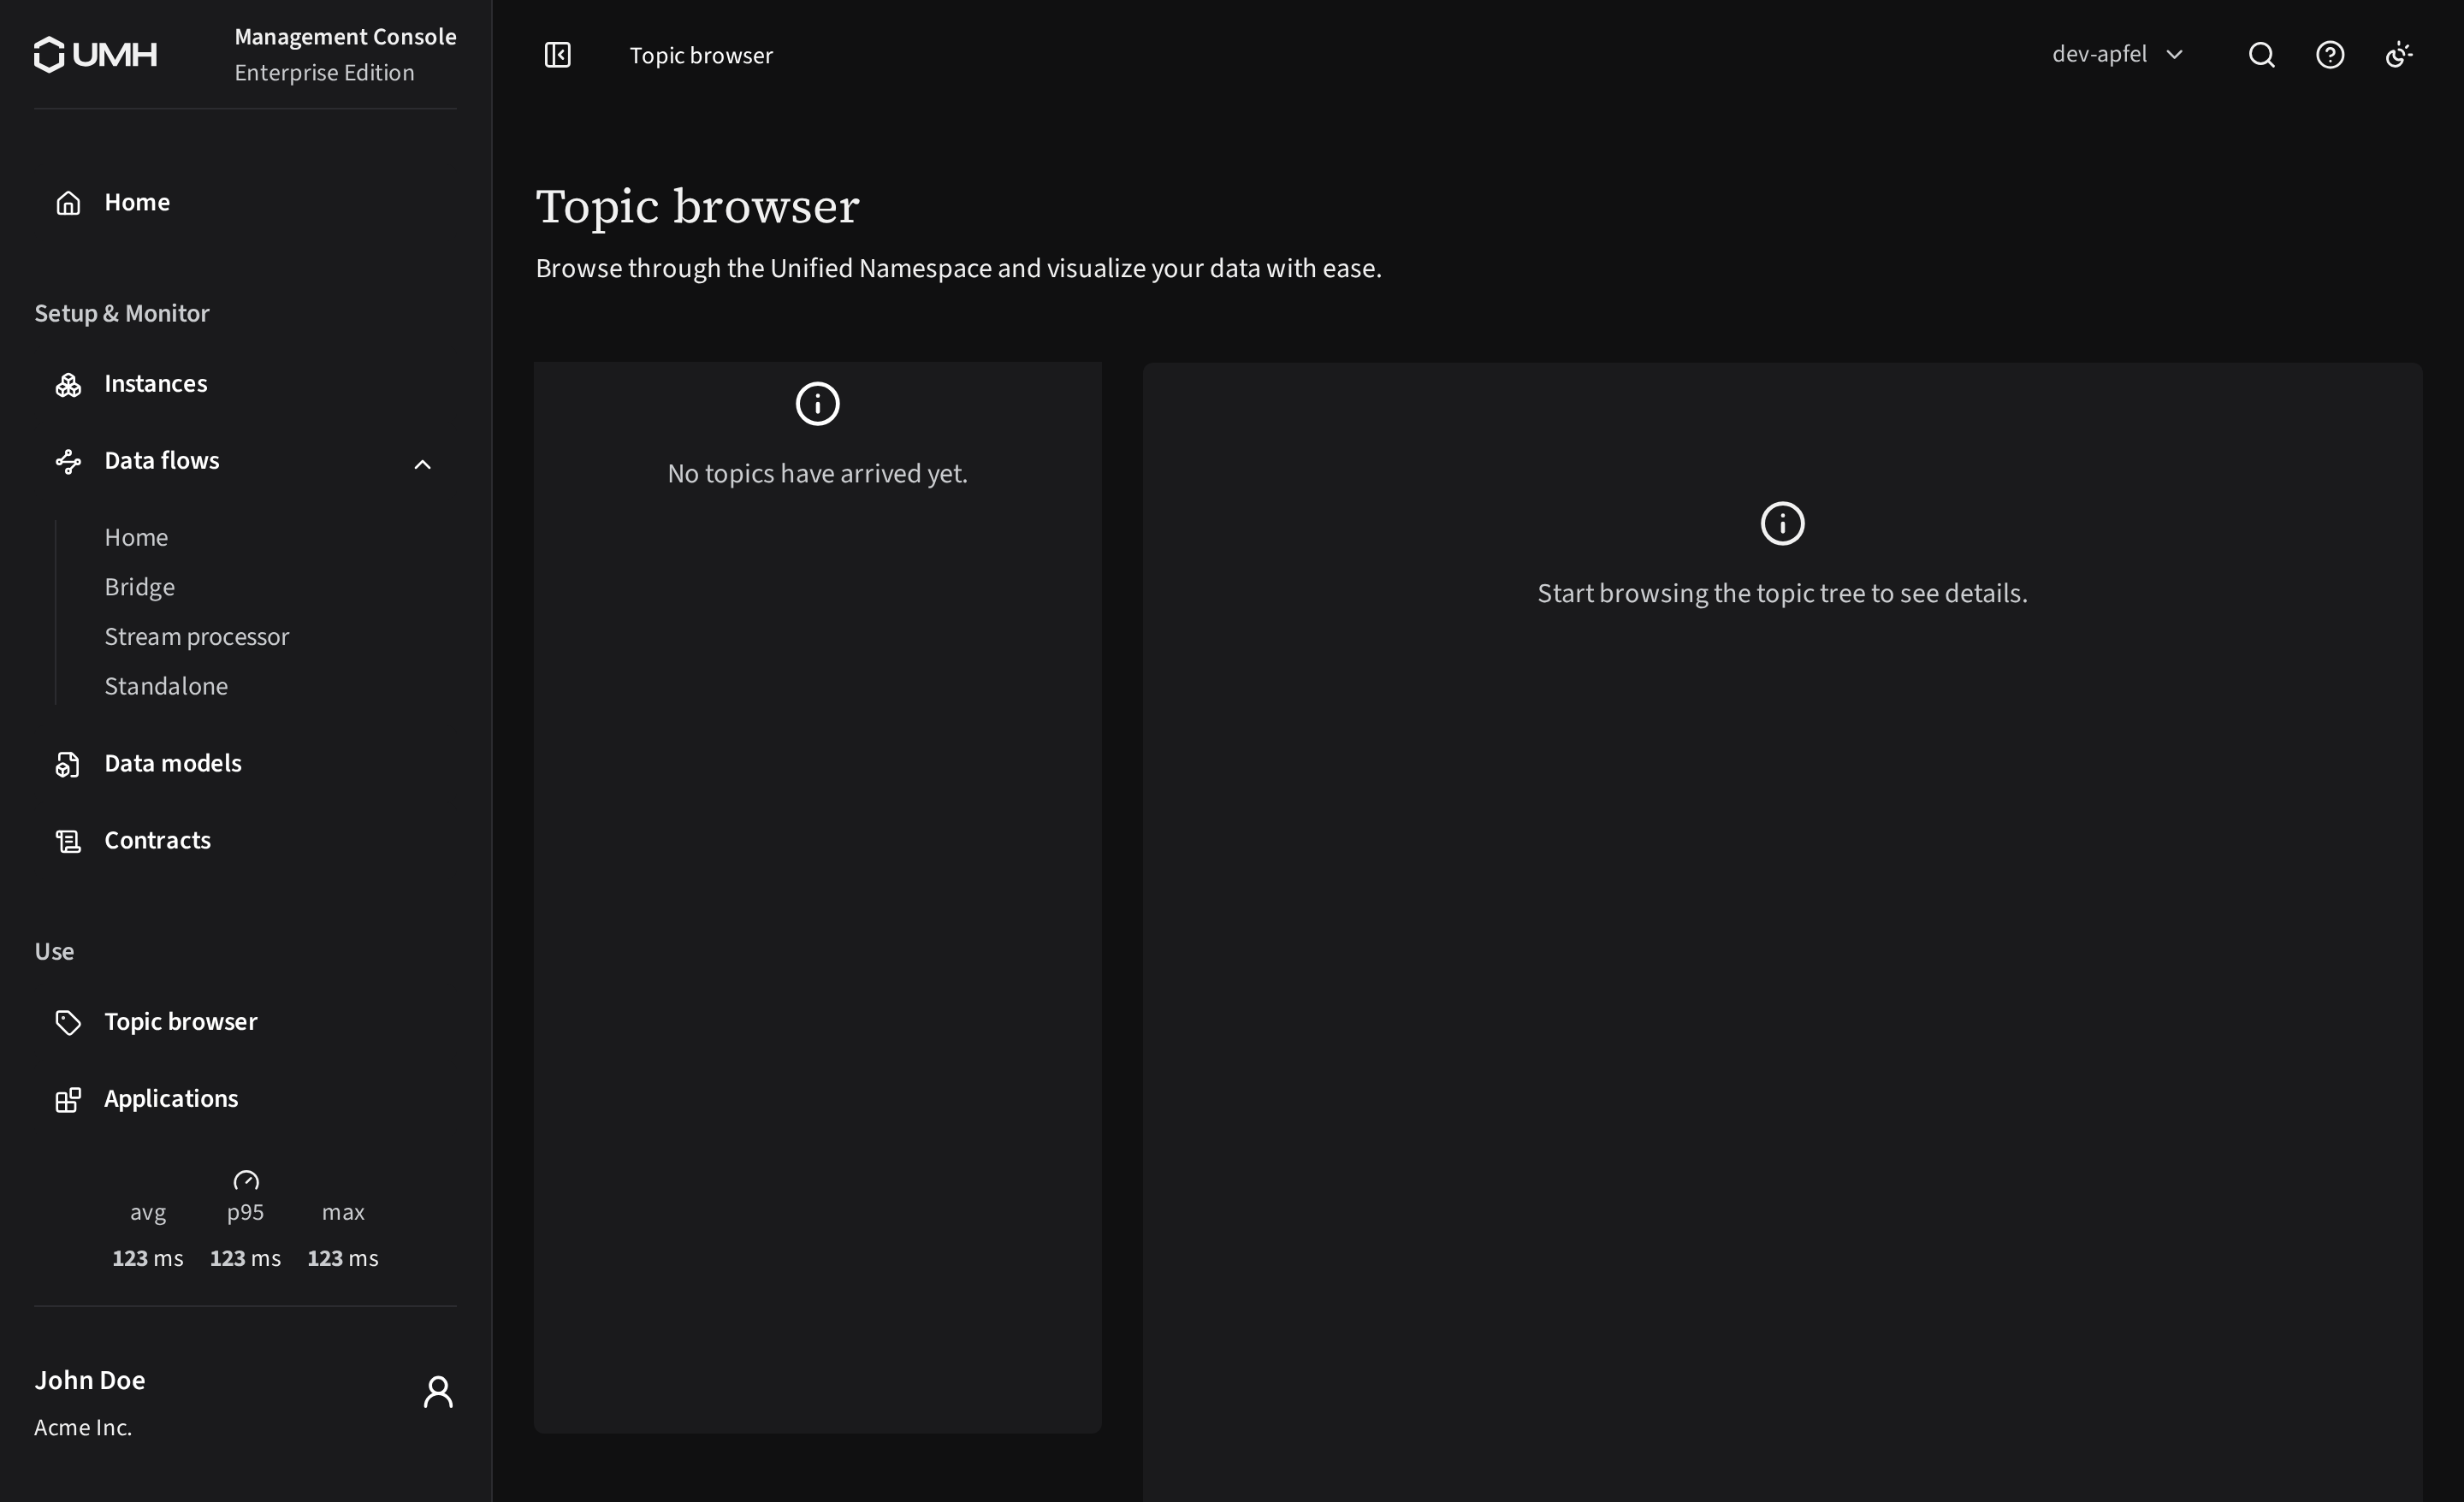 UMH
Management Console
Enterprise Edition
Home
Setup & Monitor
Instances
Data flows
Home
Bridge
Stream processor
Standalone
Data models
Contracts
Use
Topic browser
Applications
avg p95 max
123 ms 123 ms 123 ms
John Doe
Acme Inc.
Topic browser
dev-apfel
Topic browser
Browse through the Unified Namespace and visualize your data with ease.
No topics have arrived yet.
Start browsing the topic tree to see details.